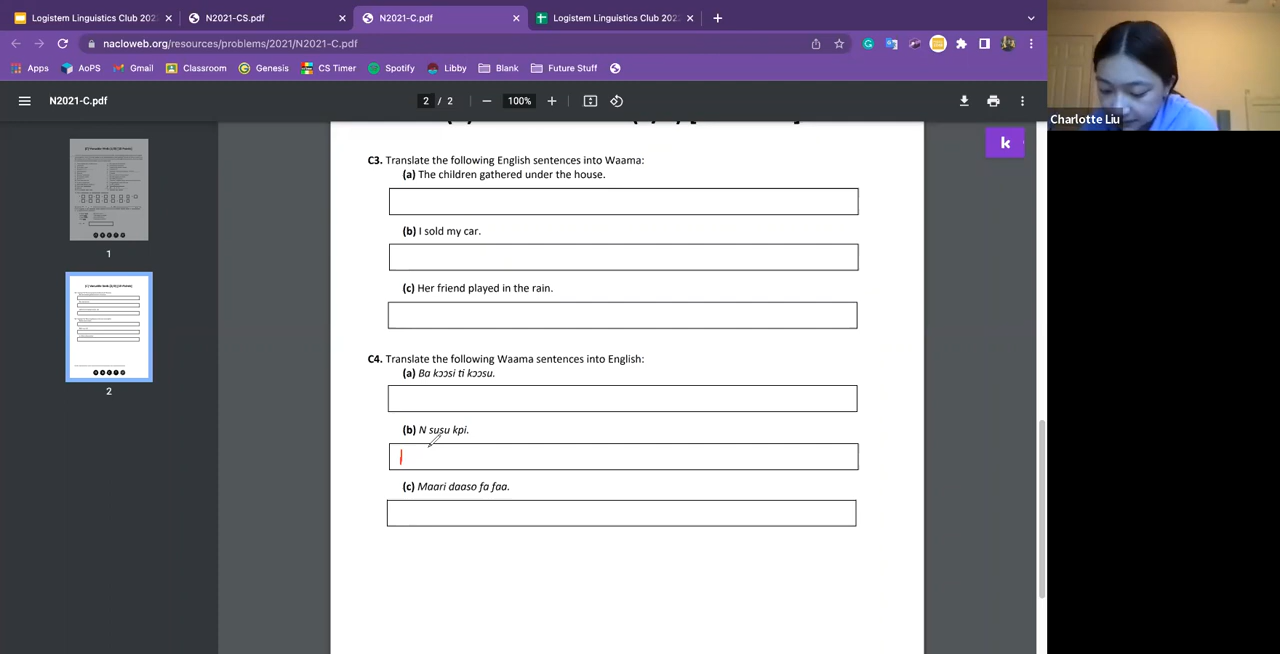 Logistem Linguistics Club 202
N2021-CS.pdf
N2021-C.pdf
Logistem Linguistics Club 202
nacloweb.org/resources/problems/2021/N2021-C.pdf
Apps
AoPS
Gmail
Classroom
Genesis
CS Timer
Spotify
Libby
Blank
Future Stuff
N2021-C.pdf
2 / 2
100%
Charlotte Liu
k
C3. Translate the following English sentences into Waama:
(a) The children gathered under the house.
(b) I sold my car.
(c) Her friend played in the rain.
C4. Translate the following Waama sentences into English:
(a) Ba kɔɔsi ti kɔɔsu.
(b) N susu kpi.
I
(c) Maari daaso fa faa.
1
2